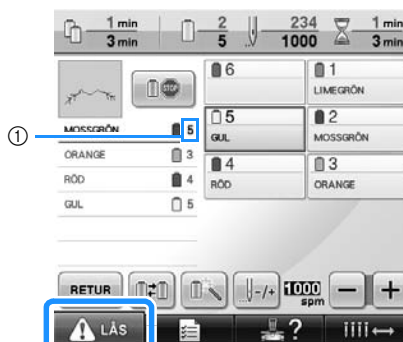 1 min
3 min
2
5
234
1000
1 min
3 min
6
1
LIMEGRÖN
MOSSGRÖN 5
5
GUL
2
MOSSGRÖN
ORANGE 3
RÖD 4
4
RÖD
3
ORANGE
GUL 5
RETUR
-/+
1000
spm
-
+
LÅS
?
1
STOP